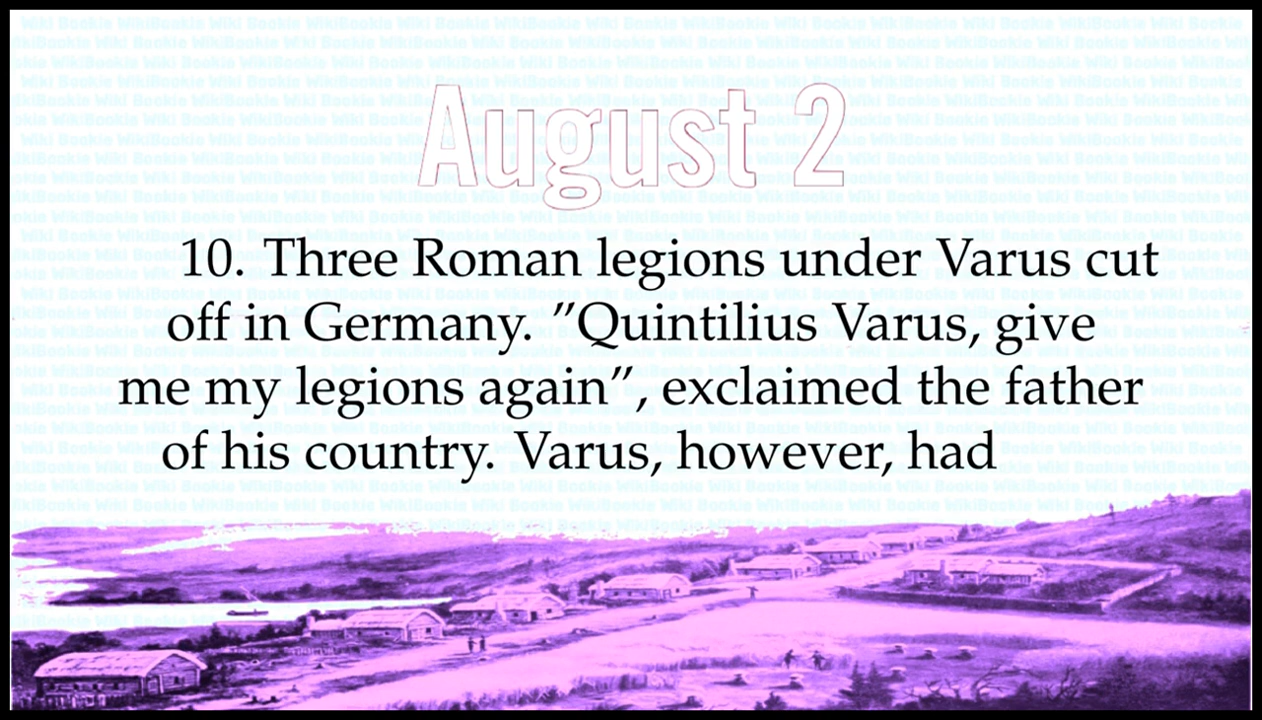 August 2
10. Three Roman legions under Varus cut
off in Germany. ”Quintilius Varus, give
me my legions again”, exclaimed the father
of his country. Varus, however, had